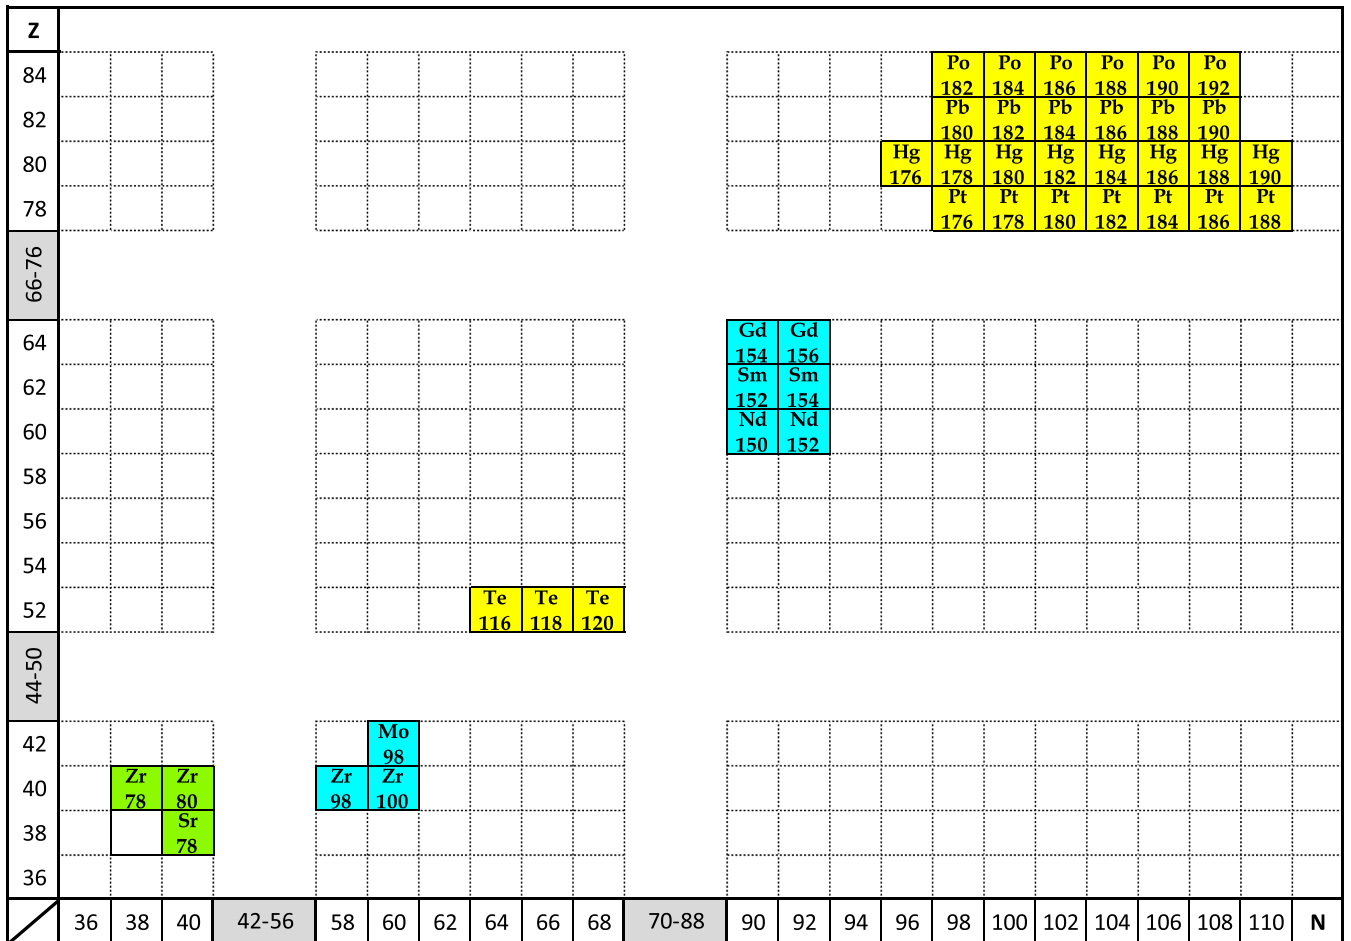 Z
84
Po Po Po Po Po Po
182 184 186 188 190 192
82
Pb Pb Pb Pb Pb Pb
180 182 184 186 188 190
80
Hg Hg Hg Hg Hg Hg Hg Hg
176 178 180 182 184 186 188 190
78
Pt Pt Pt Pt Pt Pt Pt
176 178 180 182 184 186 188
66-76
64
Gd Gd
154 156
62
Sm Sm
152 154
60
Nd Nd
150 152
58
56
54
52
Te Te Te
116 118 120
44-50
42
Mo
98
40
Zr Zr Zr Zr
78 80 98 100
38
Sr
78
36
36 38 40 42-56 58 60 62 64 66 68 70-88 90 92 94 96 98 100 102 104 106 108 110 N